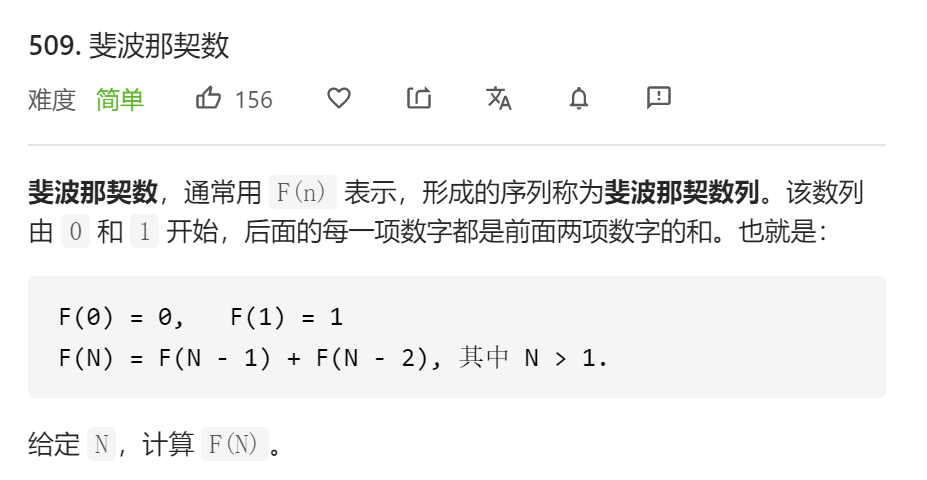 509. 斐波那契数
难度 简单 156 文A
斐波那契数，通常用 F(n) 表示，形成的序列称为斐波那契数列。该数列
由 0 和 1 开始，后面的每一项数字都是前面两项数字的和。也就是：
F(0) = 0,   F(1) = 1
F(N) = F(N - 1) + F(N - 2), 其中 N > 1.
给定 N，计算 F(N)。